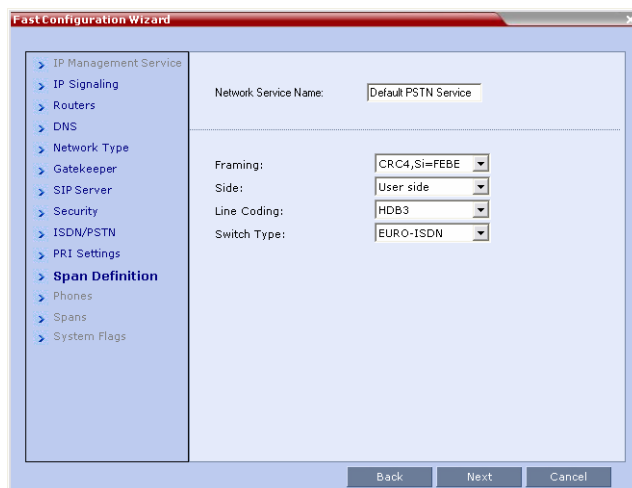 Fast Configuration Wizard
IP Management Service
IP Signaling
Routers
DNS
Network Type
Gatekeeper
SIP Server
Security
ISDN/PSTN
PRI Settings
Span Definition
Phones
Spans
System Flags
Network Service Name: Default PSTN Service
Framing: CRC4,Si=FEBE
Side: User side
Line Coding: HDB3
Switch Type: EURO-ISDN
Back Next Cancel